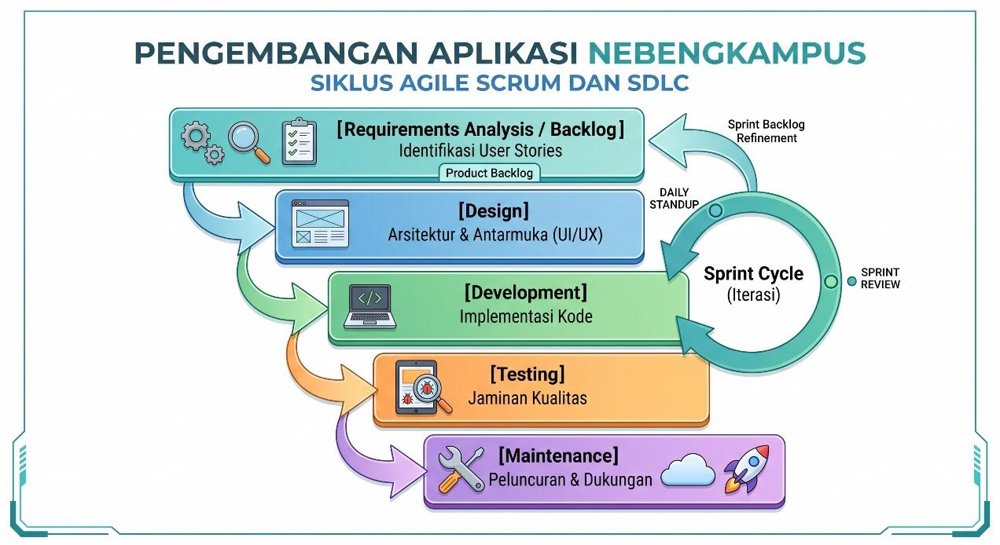 PENGEMBANGAN APLIKASI NEBENGKAMPUS
SIKLUS AGILE SCRUM DAN SDLC
[Requirements Analysis / Backlog]
Identifikasi User Stories
Product Backlog
Sprint Backlog
Refinement
[Design]
Arsitektur & Antarmuka (UI/UX)
DAILY
STANDUP
[Development]
Implementasi Kode
</>
Sprint Cycle
(Iterasi)
SPRINT
REVIEW
[Testing]
Jaminan Kualitas
[Maintenance]
Peluncuran & Dukungan